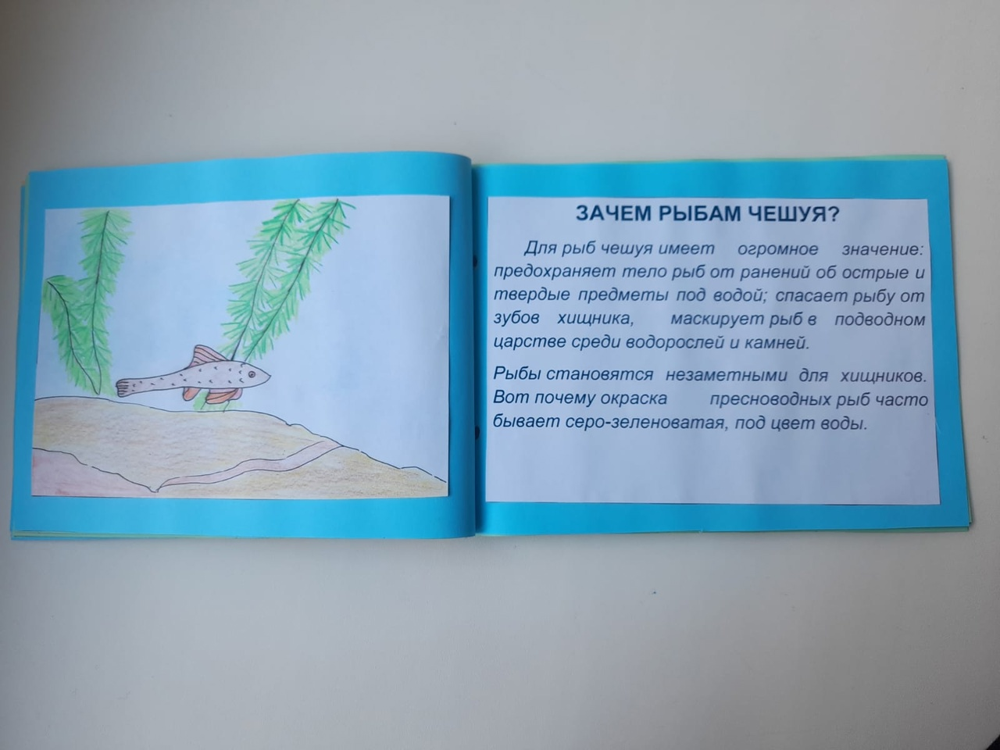 ЗАЧЕМ РЫБАМ ЧЕШУЯ?
Для рыб чешуя имеет огромное значение:
предохраняет тело рыб от ранений об острые и
твердые предметы под водой; спасает рыбу от
зубов хищника, маскирует рыб в подводном
царстве среди водорослей и камней.
Рыбы становятся незаметными для хищников.
Вот почему окраска пресноводных рыб часто
бывает серо-зеленоватая, под цвет воды.